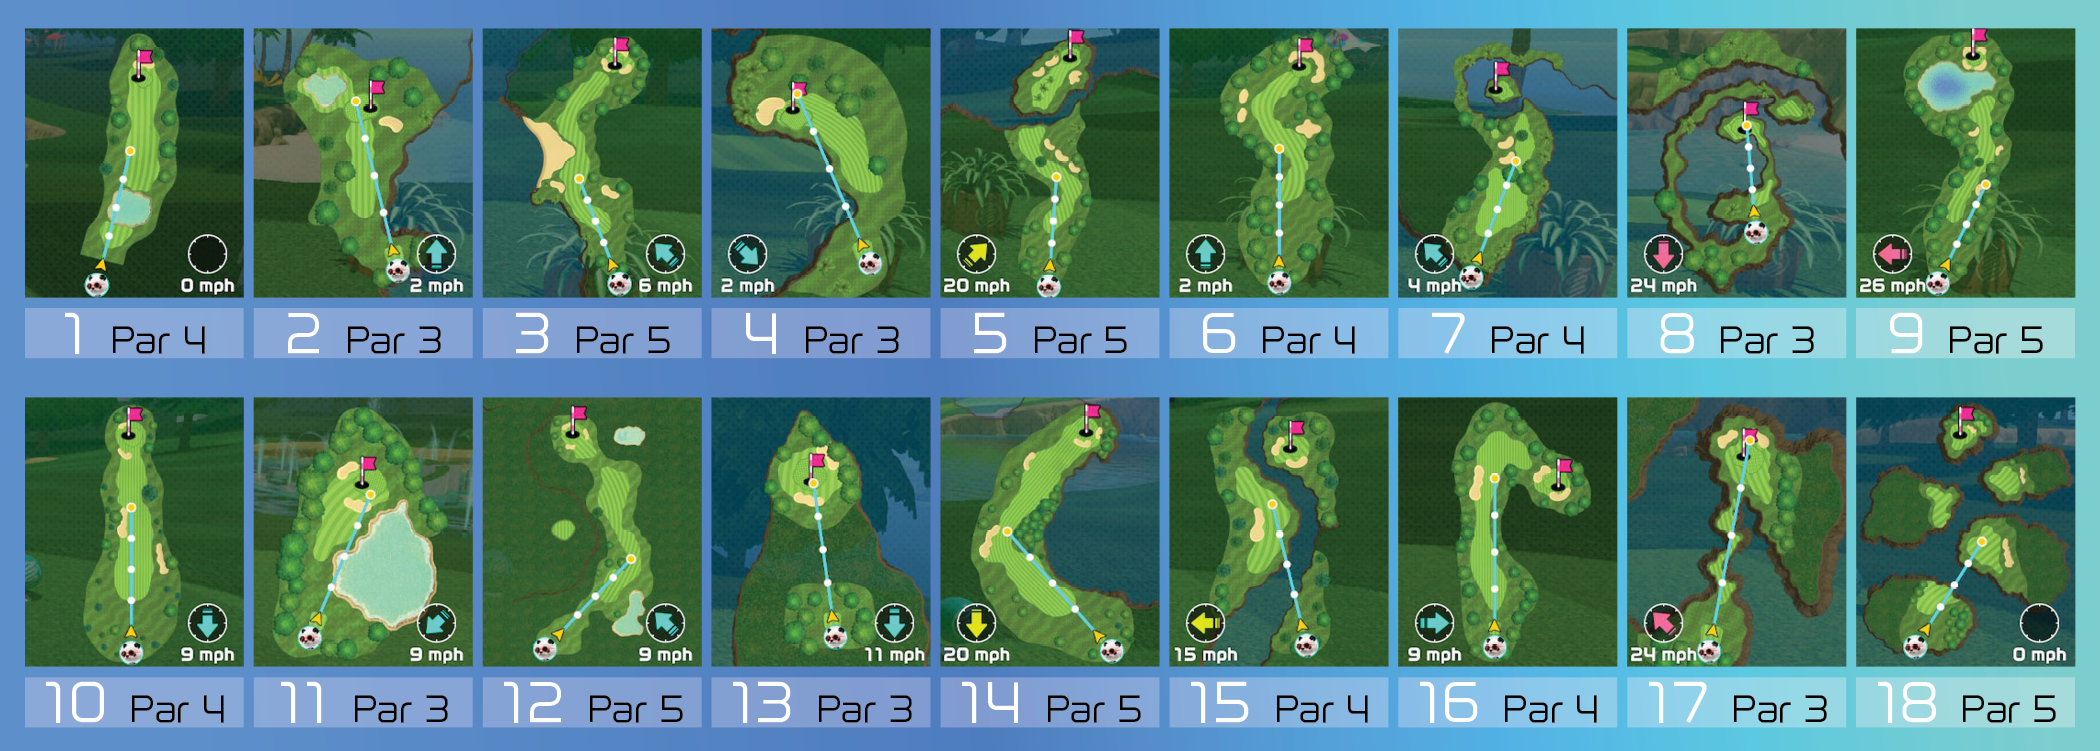 0 mph
2 mph
6 mph
2 mph
20 mph
2 mph
4 mph
24 mph
26 mph
1 Par 4
2 Par 3
3 Par 5
4 Par 3
5 Par 5
6 Par 4
7 Par 4
8 Par 3
9 Par 5
9 mph
9 mph
9 mph
11 mph
20 mph
15 mph
9 mph
24 mph
0 mph
10 Par 4
11 Par 3
12 Par 5
13 Par 3
14 Par 5
15 Par 4
16 Par 4
17 Par 3
18 Par 5